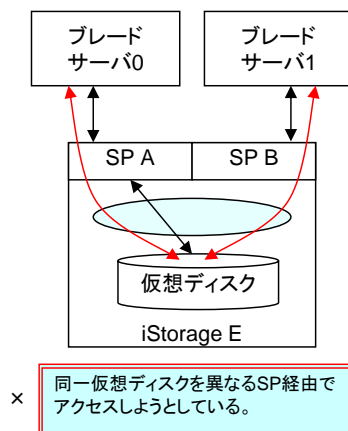 ブレード
サーバ0
ブレード
サーバ1
SP A
SP B
仮想ディスク
iStorage E
×
同一仮想ディスクを異なるSP経由で
アクセスしようとしている。